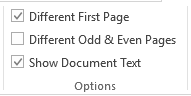 Different First Page
Different Odd & Even Pages
Show Document Text
Options